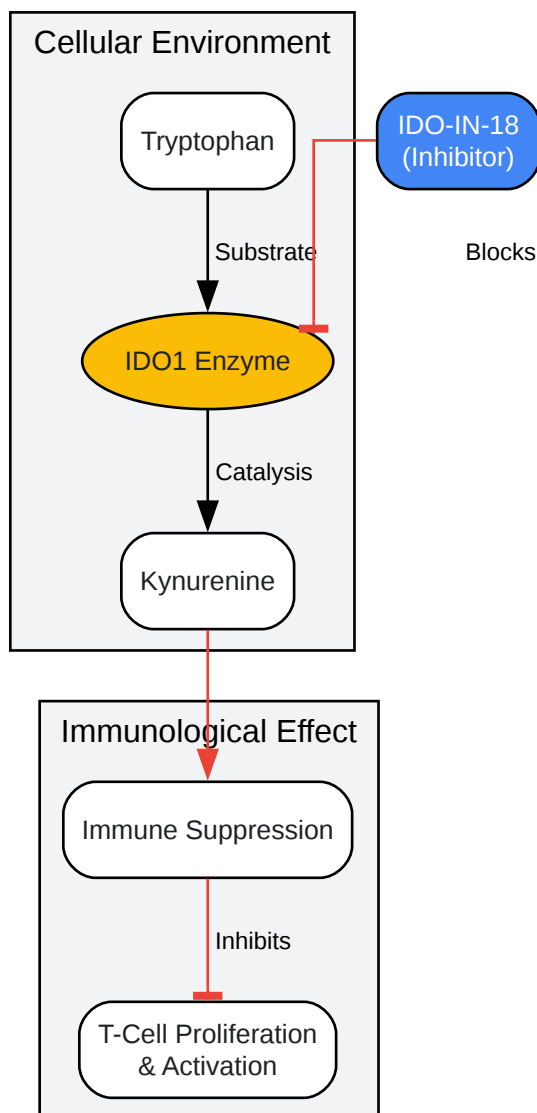 Cellular Environment
Tryptophan
IDO-IN-18
(Inhibitor)
Substrate
Blocks
IDO1 Enzyme
Catalysis
Kynurenine
Immunological Effect
Immune Suppression
Inhibits
T-Cell Proliferation
& Activation